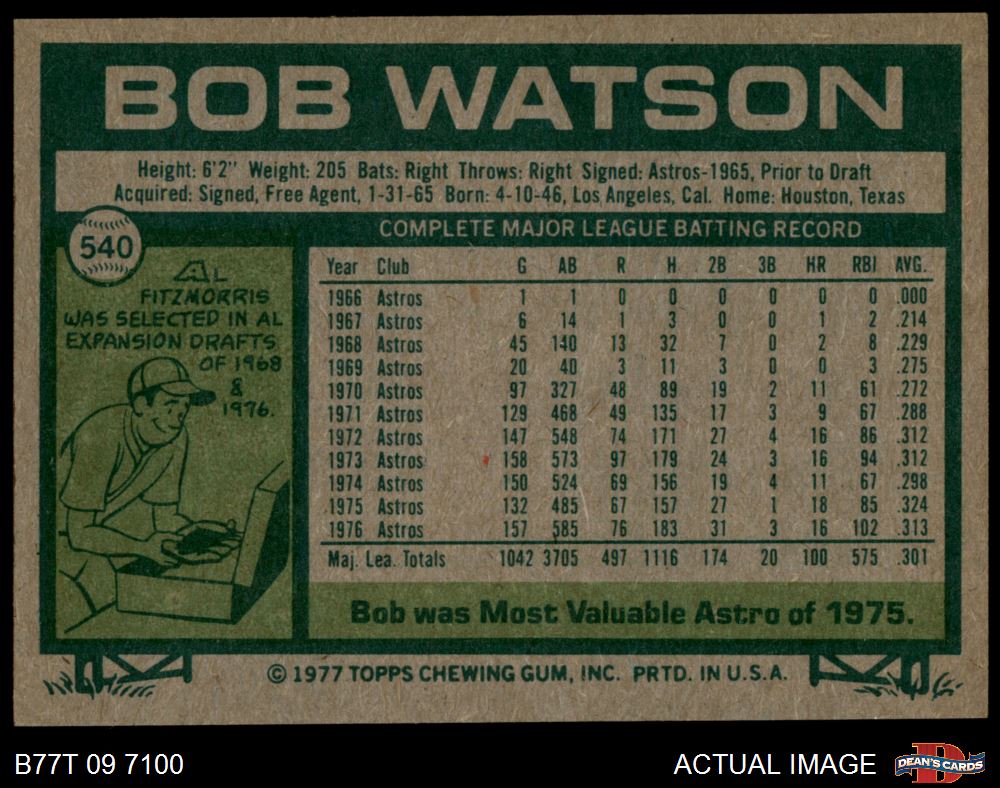 BOB WATSON
Height: 6'2" Weight: 205 Bats: Right Throws: Right Signed: Astros-1965, Prior to Draft
Acquired: Signed, Free Agent, 1-31-65 Born: 4-10-46, Los Angeles, Cal. Home: Houston, Texas
540
AL
FITZMORRIS
WAS SELECTED IN AL
EXPANSION DRAFTS
OF 1968
&
1976.
COMPLETE MAJOR LEAGUE BATTING RECORD
Year Club G AB R H 2B 3B HR RBI AVG.
1966 Astros 1 1 0 0 0 0 0 0 .000
1967 Astros 6 14 1 3 0 0 1 2 .214
1968 Astros 45 140 13 32 7 0 2 8 .229
1969 Astros 20 40 3 11 3 0 0 3 .275
1970 Astros 97 327 48 89 19 2 11 61 .272
1971 Astros 129 468 49 135 17 3 9 67 .288
1972 Astros 147 548 74 171 27 4 16 86 .312
1973 Astros 158 573 97 179 24 3 16 94 .312
1974 Astros 150 524 69 156 19 4 11 67 .298
1975 Astros 132 485 67 157 27 1 18 85 .324
1976 Astros 157 585 76 183 31 3 16 102 .313
Maj. Lea. Totals 1042 3705 497 1116 174 20 100 575 .301
Bob was Most Valuable Astro of 1975.
© 1977 TOPPS CHEWING GUM, INC. PRTD. IN U.S.A.
B77T 09 7100
ACTUAL IMAGE
D
DEAN'S CARDS